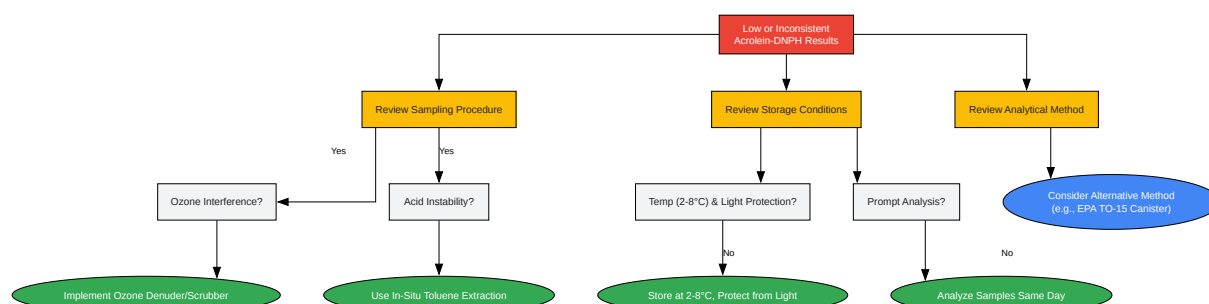 Low or Inconsistent
Acrolein-DNPH Results
Review Sampling Procedure
Review Storage Conditions
Review Analytical Method
Yes
Yes
Ozone Interference?
Acid Instability?
Temp (2-8°C) & Light Protection?
Prompt Analysis?
Consider Alternative Method
(e.g., EPA TO-15 Canister)
No
No
Implement Ozone Denuder/Scrubber
Use In-Situ Toluene Extraction
Store at 2-8°C, Protect from Light
Analyze Samples Same Day